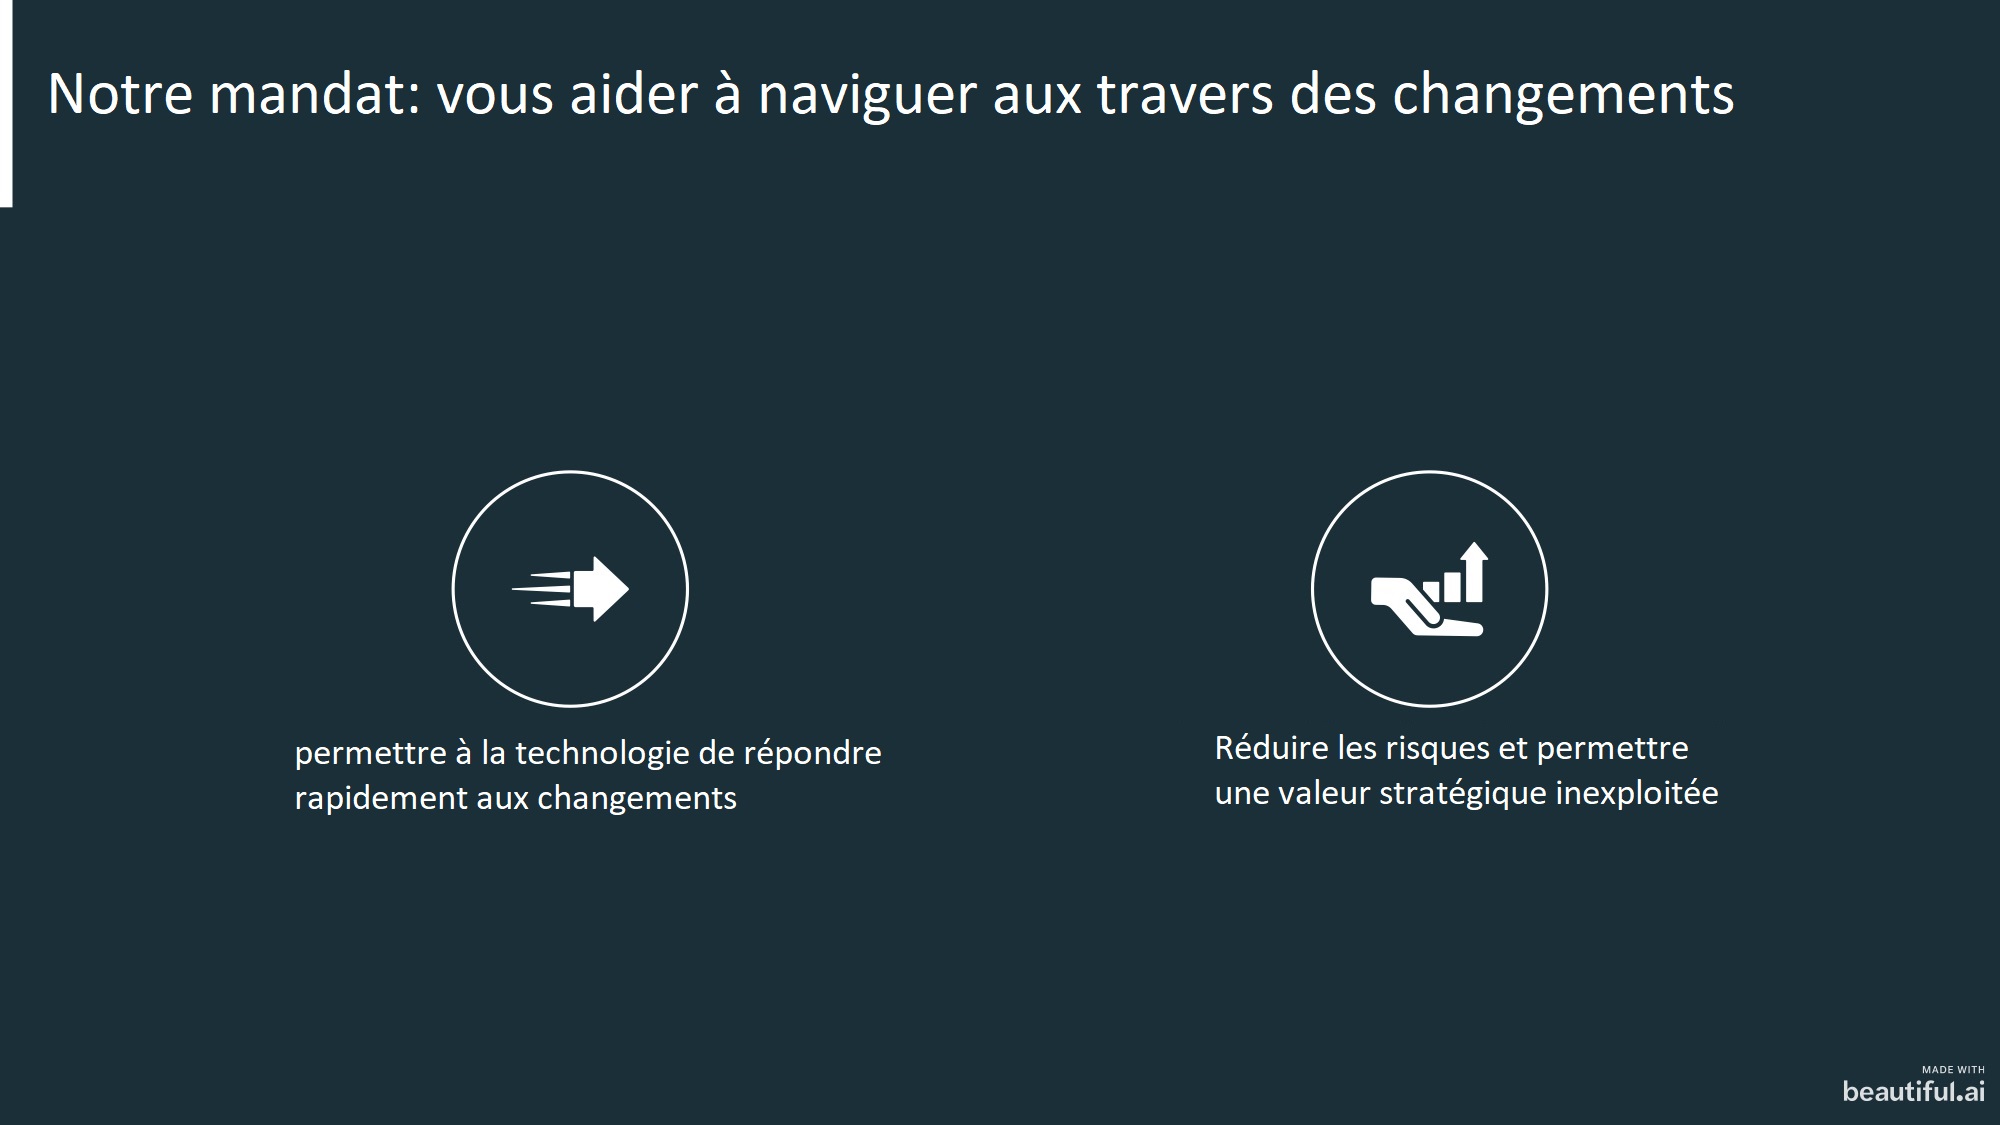 Notre mandat: vous aider à naviguer aux travers des changements
permettre à la technologie de répondre
rapidement aux changements
Réduire les risques et permettre
une valeur stratégique inexploitée
MADE WITH
beautiful.ai